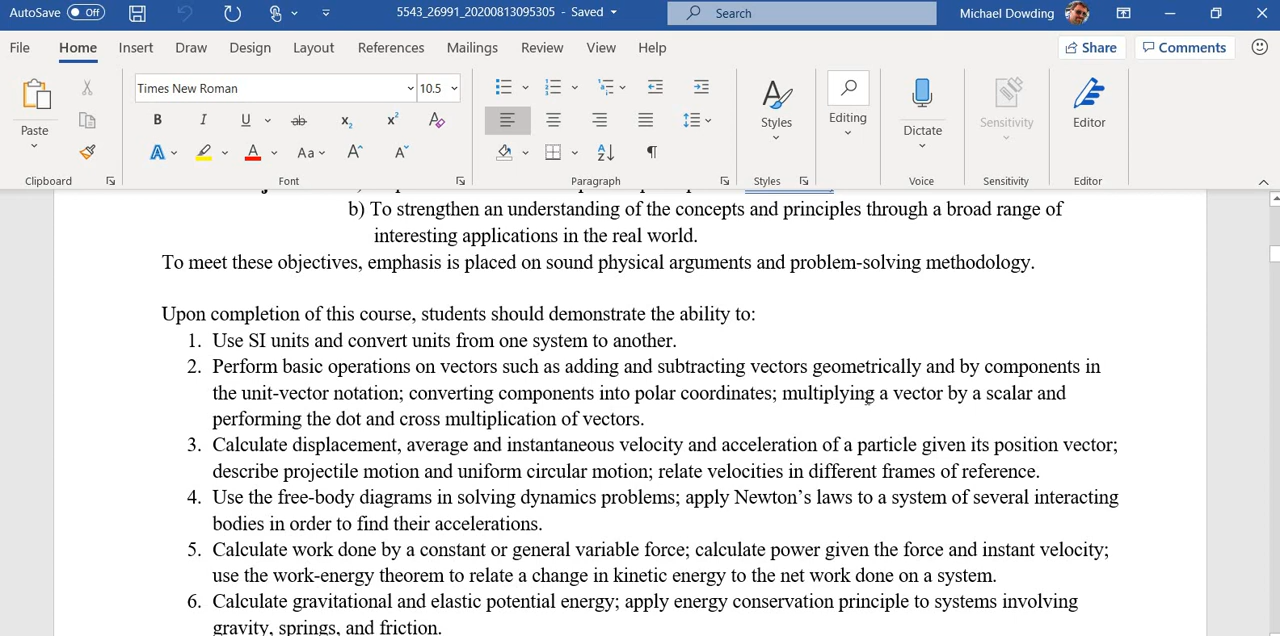 AutoSave Off 5543_26991_20200813095305 - Saved Search Michael Dowding
File Home Insert Draw Design Layout References Mailings Review View Help Share Comments
Times New Roman 10.5
Paste
B I U ab x₂ x² A
A A Aa A A
Styles Editing Dictate Sensitivity Editor
Clipboard Font Paragraph Styles Voice Sensitivity Editor
b) To strengthen an understanding of the concepts and principles through a broad range of
interesting applications in the real world.
To meet these objectives, emphasis is placed on sound physical arguments and problem-solving methodology.
Upon completion of this course, students should demonstrate the ability to:
1. Use SI units and convert units from one system to another.
2. Perform basic operations on vectors such as adding and subtracting vectors geometrically and by components in
the unit-vector notation; converting components into polar coordinates; multiplying a vector by a scalar and
performing the dot and cross multiplication of vectors.
3. Calculate displacement, average and instantaneous velocity and acceleration of a particle given its position vector;
describe projectile motion and uniform circular motion; relate velocities in different frames of reference.
4. Use the free-body diagrams in solving dynamics problems; apply Newton's laws to a system of several interacting
bodies in order to find their accelerations.
5. Calculate work done by a constant or general variable force; calculate power given the force and instant velocity;
use the work-energy theorem to relate a change in kinetic energy to the net work done on a system.
6. Calculate gravitational and elastic potential energy; apply energy conservation principle to systems involving
gravity, springs, and friction.